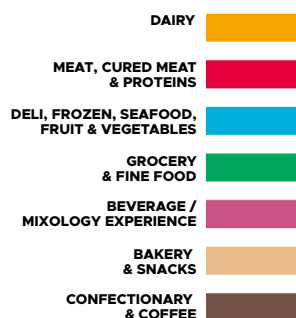 DAIRY
MEAT, CURED MEAT
& PROTEINS
DELI, FROZEN, SEAFOOD,
FRUIT & VEGETABLES
GROCERY
& FINE FOOD
BEVERAGE /
MIXOLOGY EXPERIENCE
BAKERY
& SNACKS
CONFECTIONARY
& COFFEE